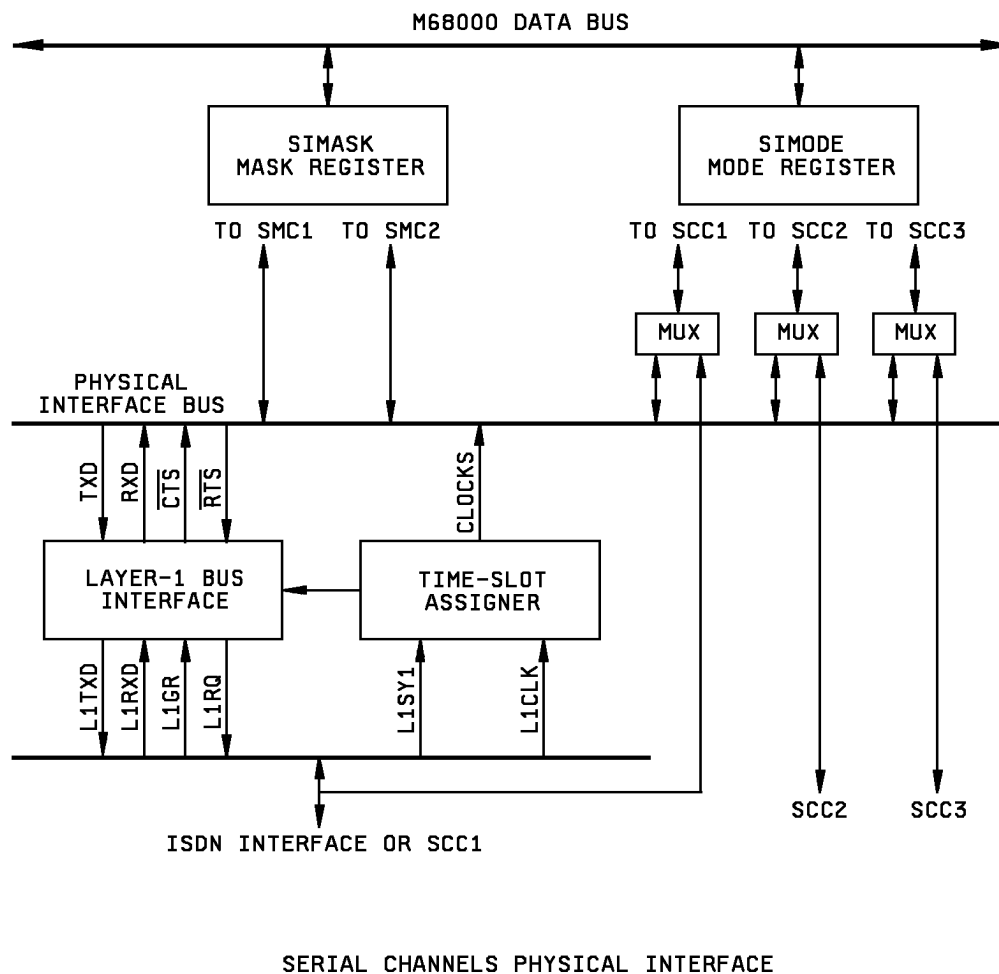 M68000 DATA BUS
SIMASK
MASK REGISTER
SIMODE
MODE REGISTER
TO SMC1
TO SMC2
TO SCC1
TO SCC2
TO SCC3
MUX
MUX
MUX
PHYSICAL
INTERFACE BUS
TXD
RXD
CTS
RTS
CLOCKS
LAYER-1 BUS
INTERFACE
TIME-SLOT
ASSIGNER
L1TXD
L1RXD
L1GR
L1RQ
L1SY1
L1CLK
SCC2
SCC3
ISDN INTERFACE OR SCC1
SERIAL CHANNELS PHYSICAL INTERFACE